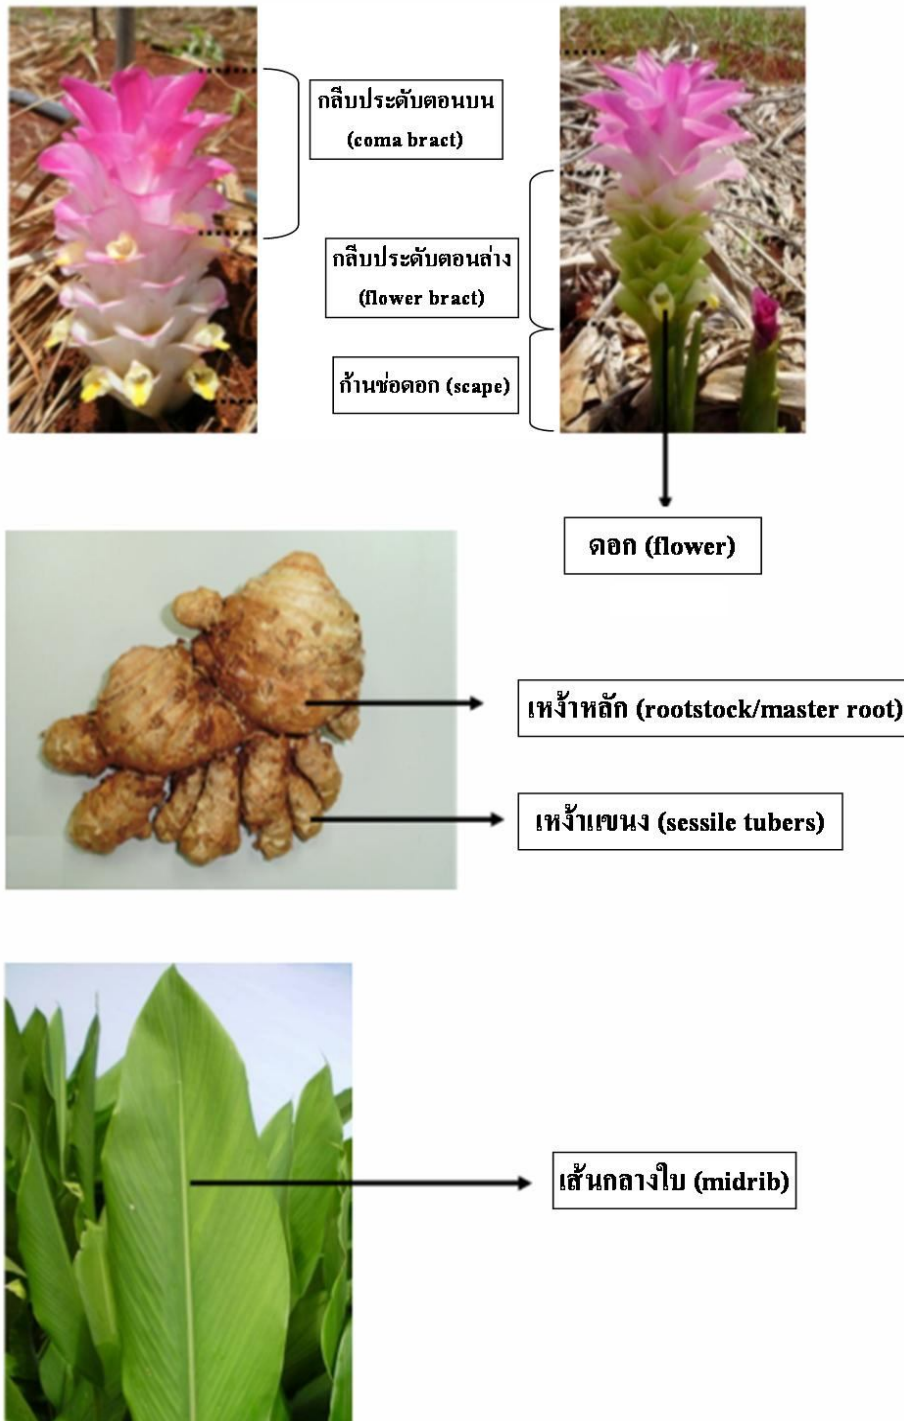 กลีบประดับตอนบน
(coma bract)
กลีบประดับตอนล่าง
(flower bract)
ก้านช่อดอก (scape)
ดอก (flower)
เหง้าหลัก (rootstock/master root)
เหง้าแขนง (sessile tubers)
เส้นกลางใบ (midrib)